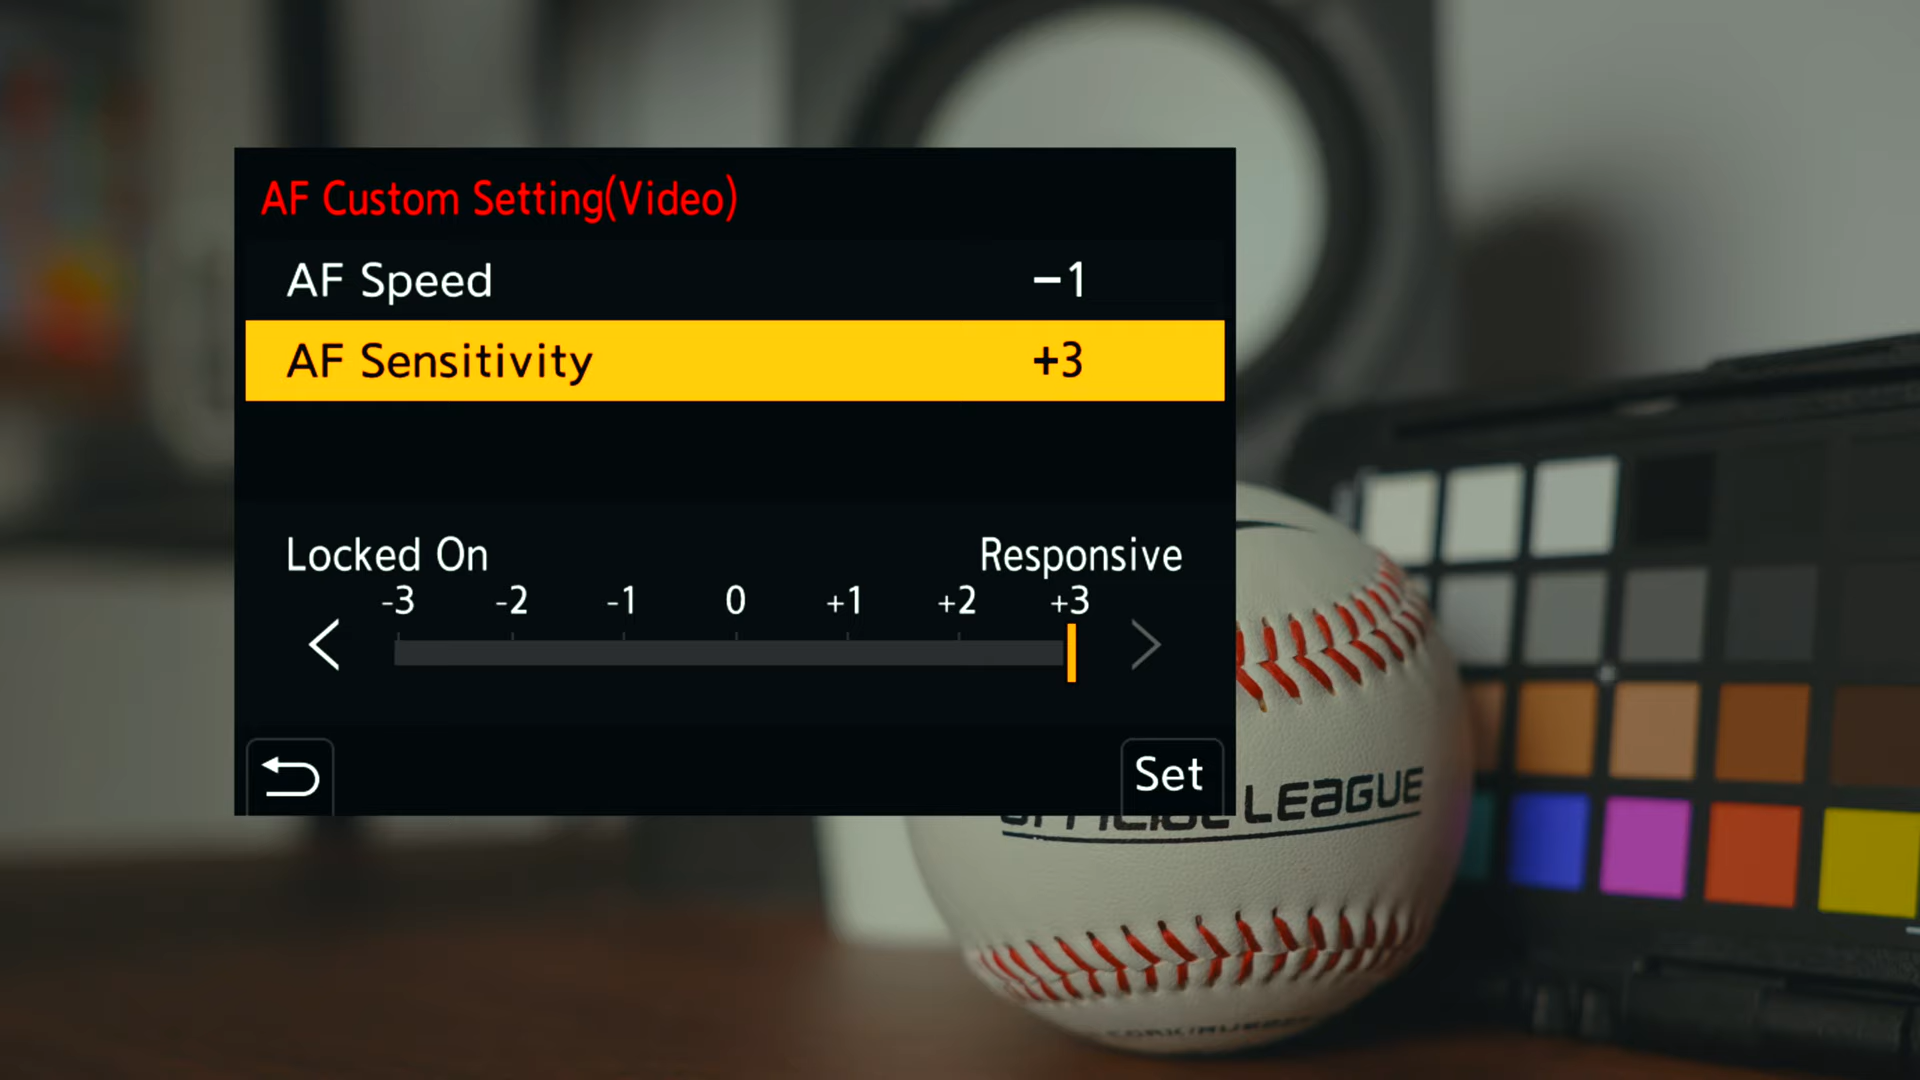 AF Custom Setting(Video)
AF Speed −1
AF Sensitivity +3
Locked On Responsive
-3 -2 -1 0 +1 +2 +3
Set
LEAGUE